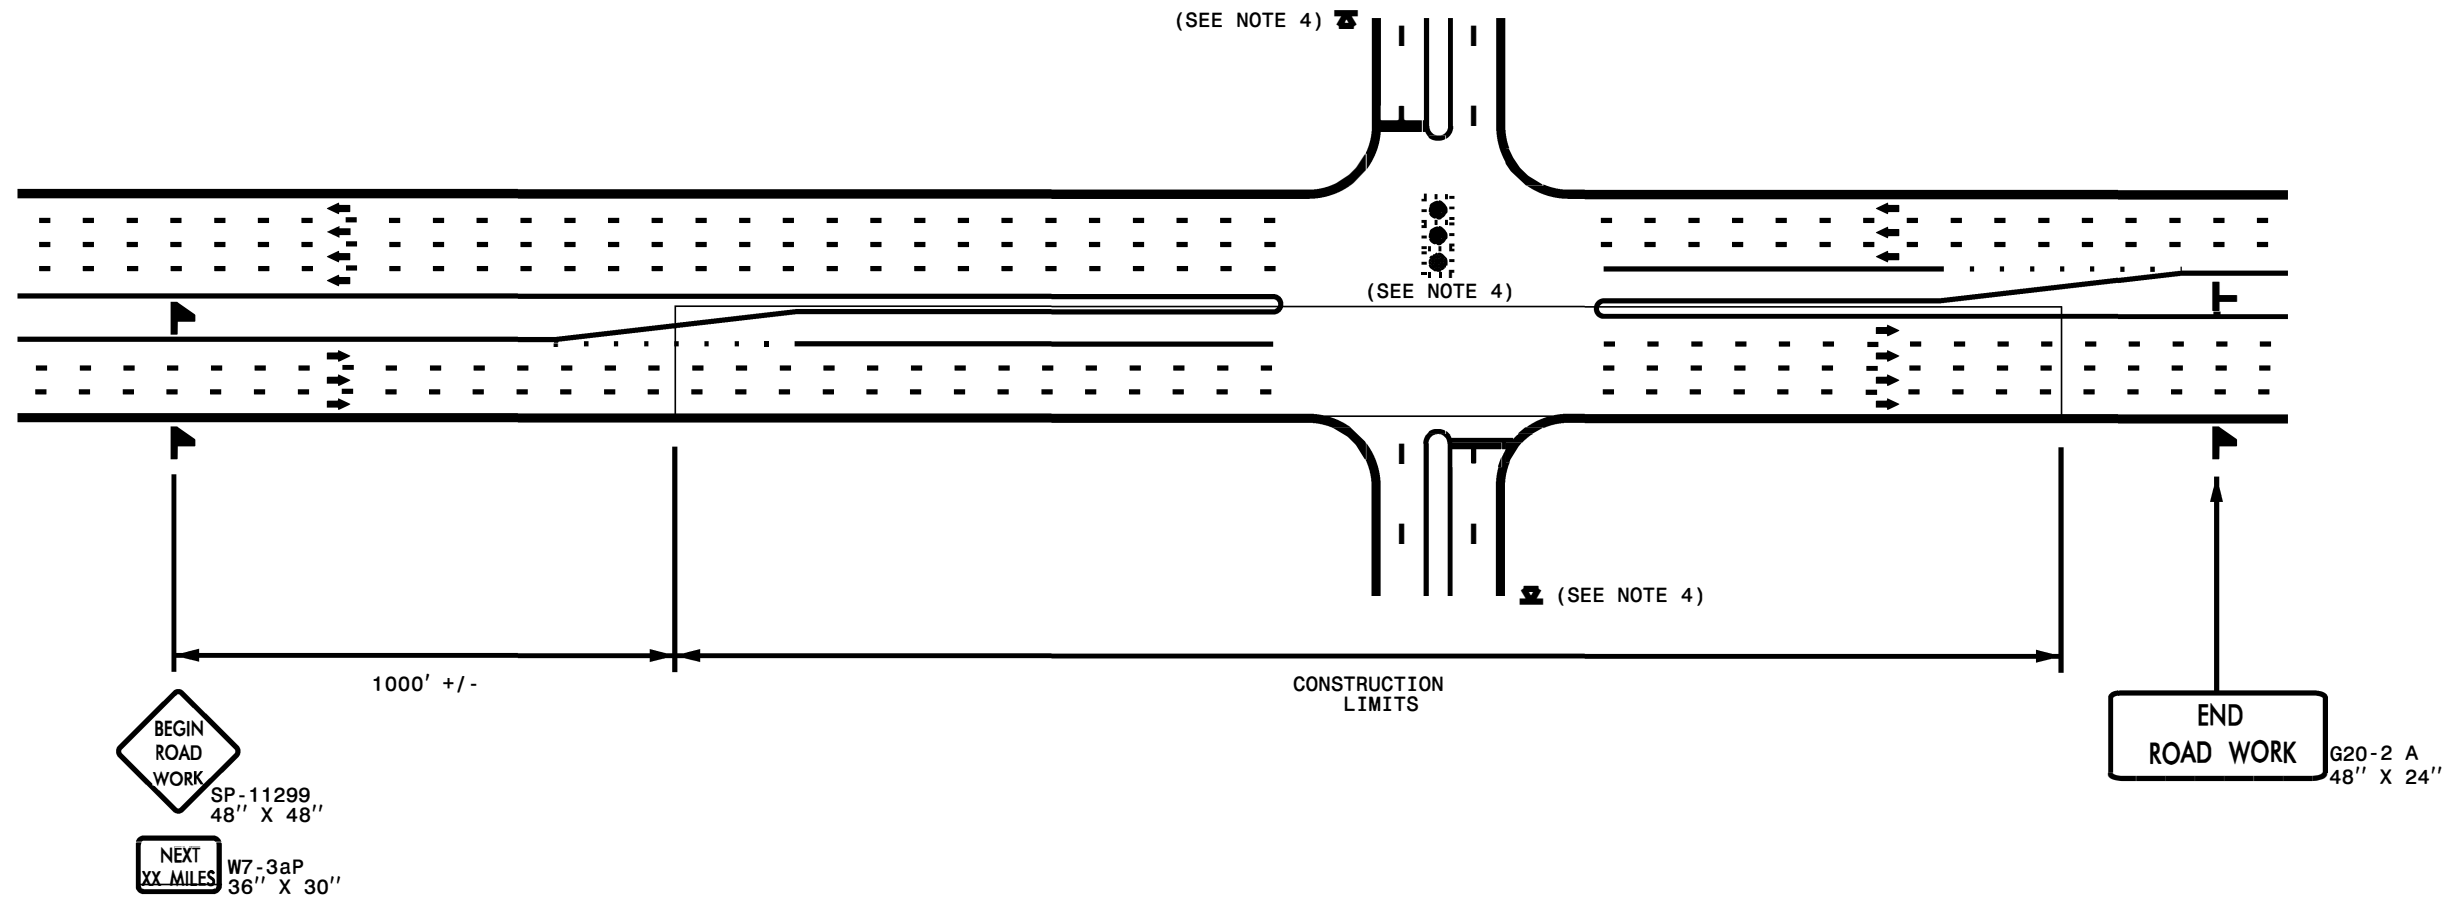 (SEE NOTE 4)
(SEE NOTE 4)
(SEE NOTE 4)
1000' +/-
CONSTRUCTION
LIMITS
BEGIN
ROAD
WORK
SP-11299
48'' X 48''
NEXT
XX MILES
W7-3aP
36'' X 30''
END
ROAD WORK
G20-2 A
48'' X 24''